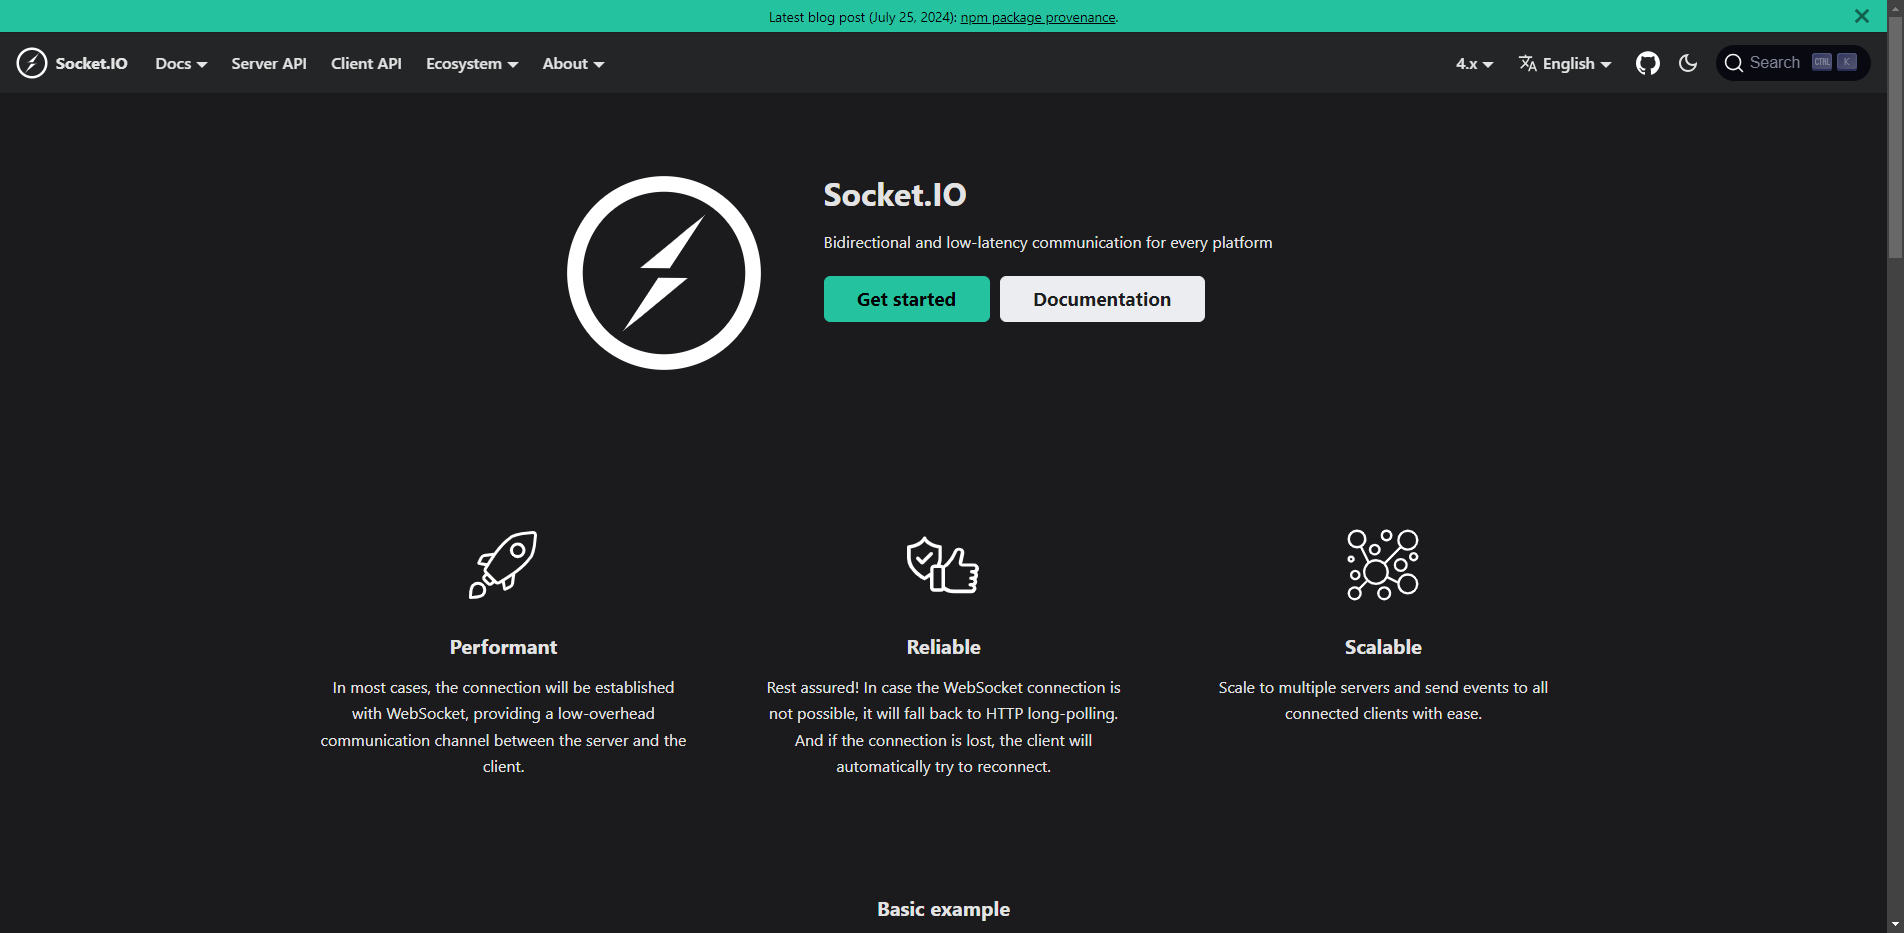 Latest blog post (July 25, 2024): npm package provenance.
Socket.IO Docs Server API Client API Ecosystem About 4.x English Search CTRL K
Socket.IO
Bidirectional and low-latency communication for every platform
Get started Documentation
Performant
In most cases, the connection will be established
with WebSocket, providing a low-overhead
communication channel between the server and the
client.
Reliable
Rest assured! In case the WebSocket connection is
not possible, it will fall back to HTTP long-polling.
And if the connection is lost, the client will
automatically try to reconnect.
Scalable
Scale to multiple servers and send events to all
connected clients with ease.
Basic example